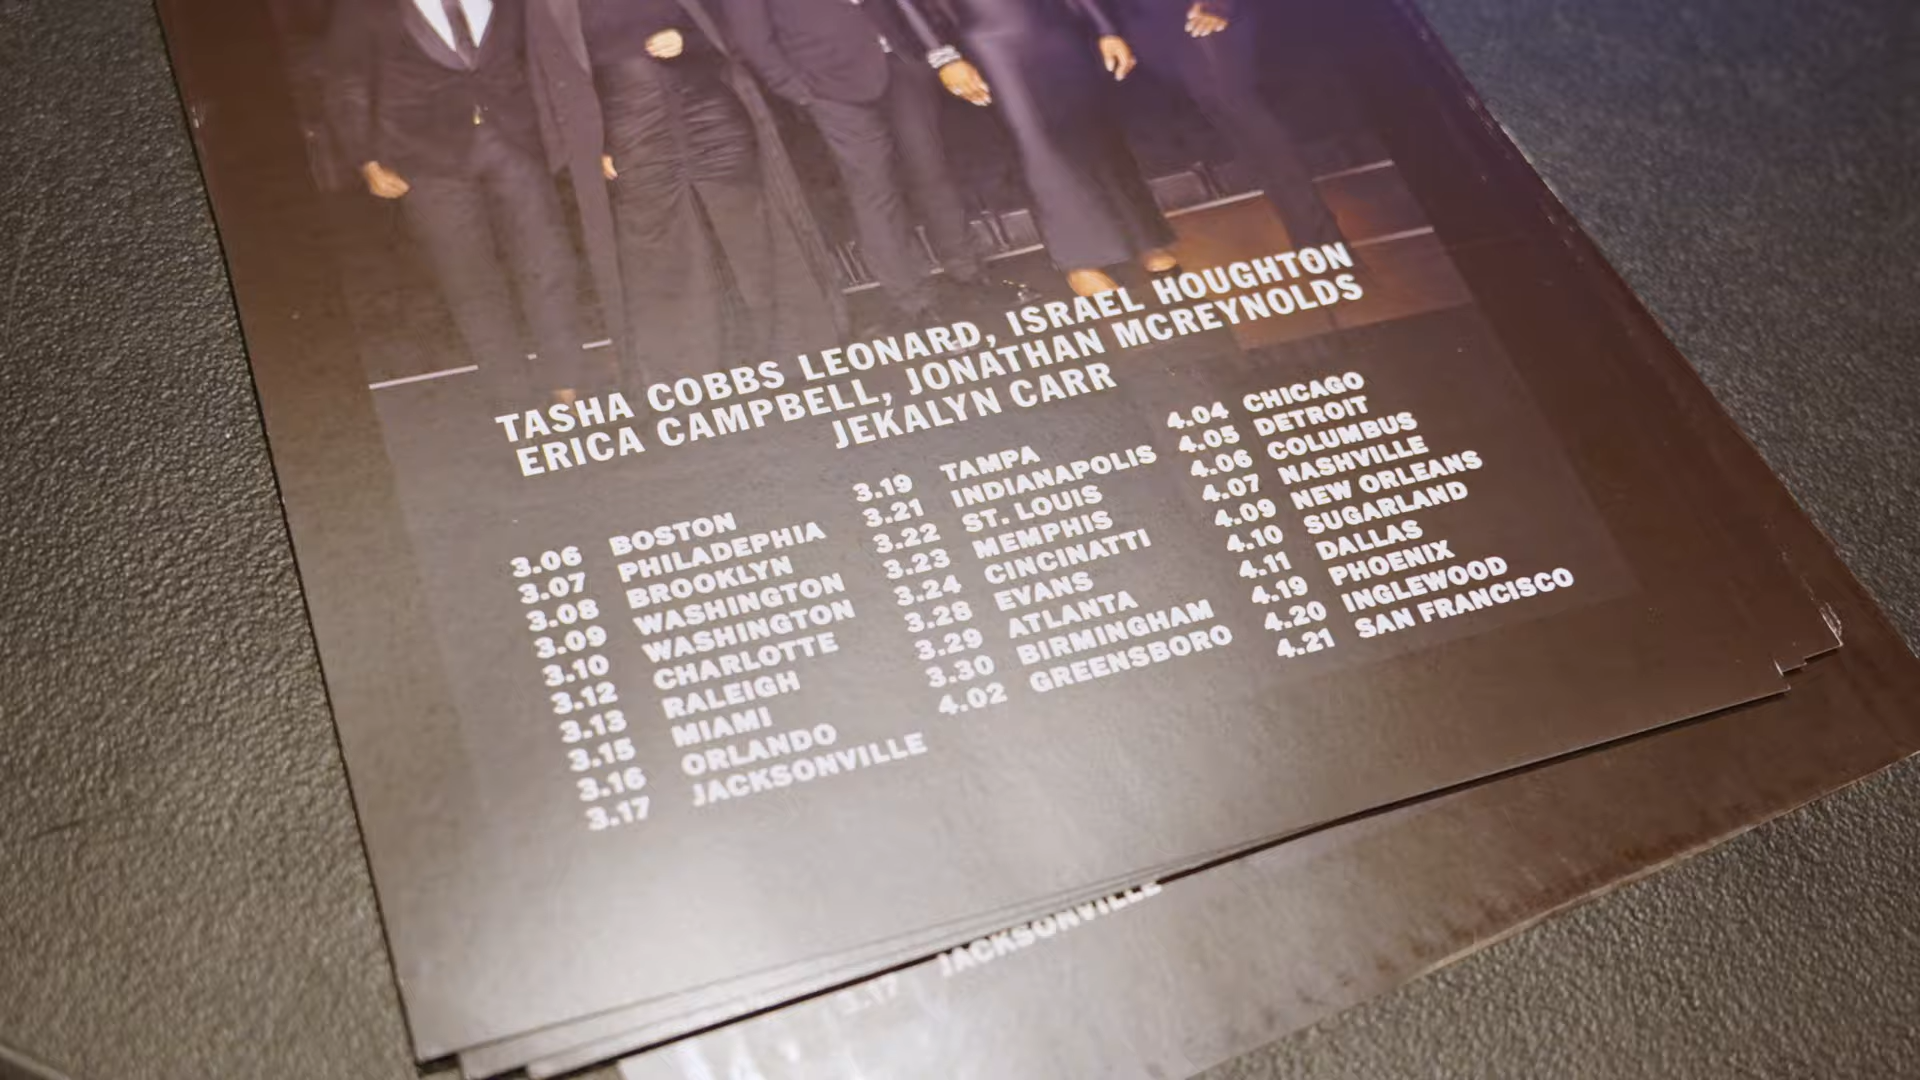 TASHA COBBS LEONARD, ISRAEL HOUGHTON
ERICA CAMPBELL, JONATHAN MCREYNOLDS
JEKALYN CARR
3.06 BOSTON
3.07 PHILADEPHIA
3.08 BROOKLYN
3.09 WASHINGTON
3.10 WASHINGTON
3.12 CHARLOTTE
3.13 RALEIGH
3.15 MIAMI
3.16 ORLANDO
3.17 JACKSONVILLE
3.19 TAMPA
3.21 INDIANAPOLIS
3.22 ST. LOUIS
3.23 MEMPHIS
3.24 CINCINATTI
3.28 EVANS
3.29 ATLANTA
3.30 BIRMINGHAM
4.02 GREENSBORO
4.04 CHICAGO
4.05 DETROIT
4.06 COLUMBUS
4.07 NASHVILLE
4.09 NEW ORLEANS
4.10 SUGARLAND
4.11 DALLAS
4.19 PHOENIX
4.20 INGLEWOOD
4.21 SAN FRANCISCO
3.17 JACKSONVILLE